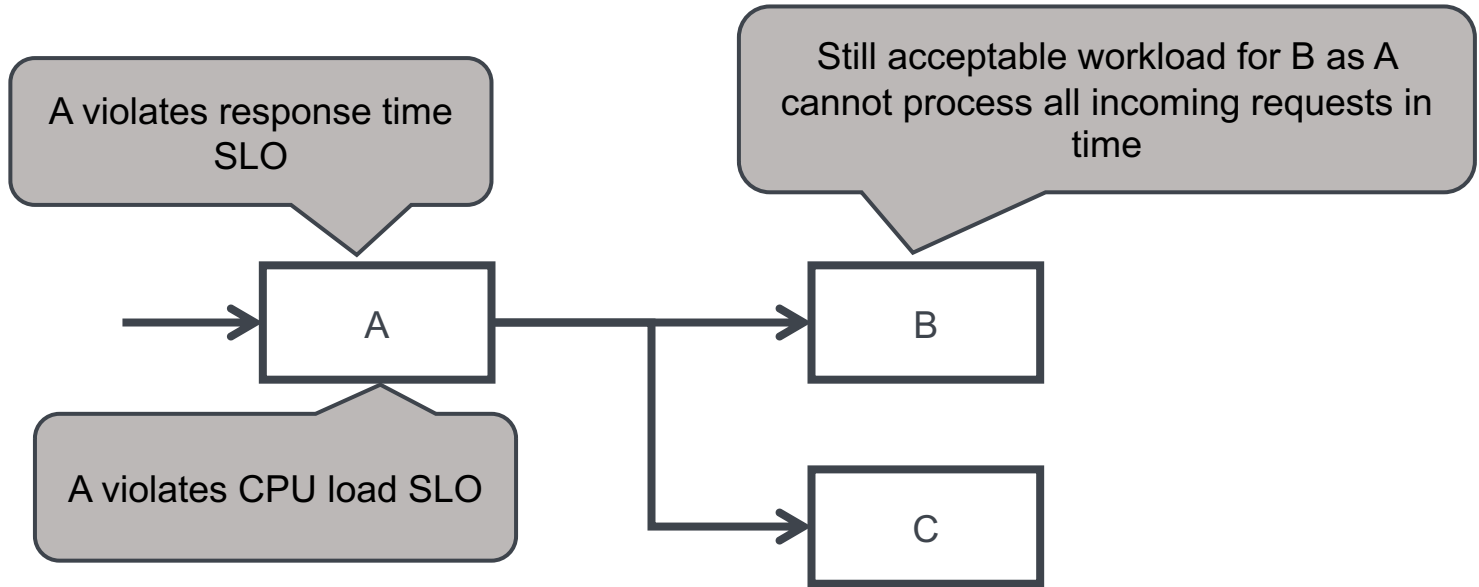 Still acceptable workload for B as A
cannot process all incoming requests in
time
A violates response time
SLO
A
B
A violates CPU load SLO
C